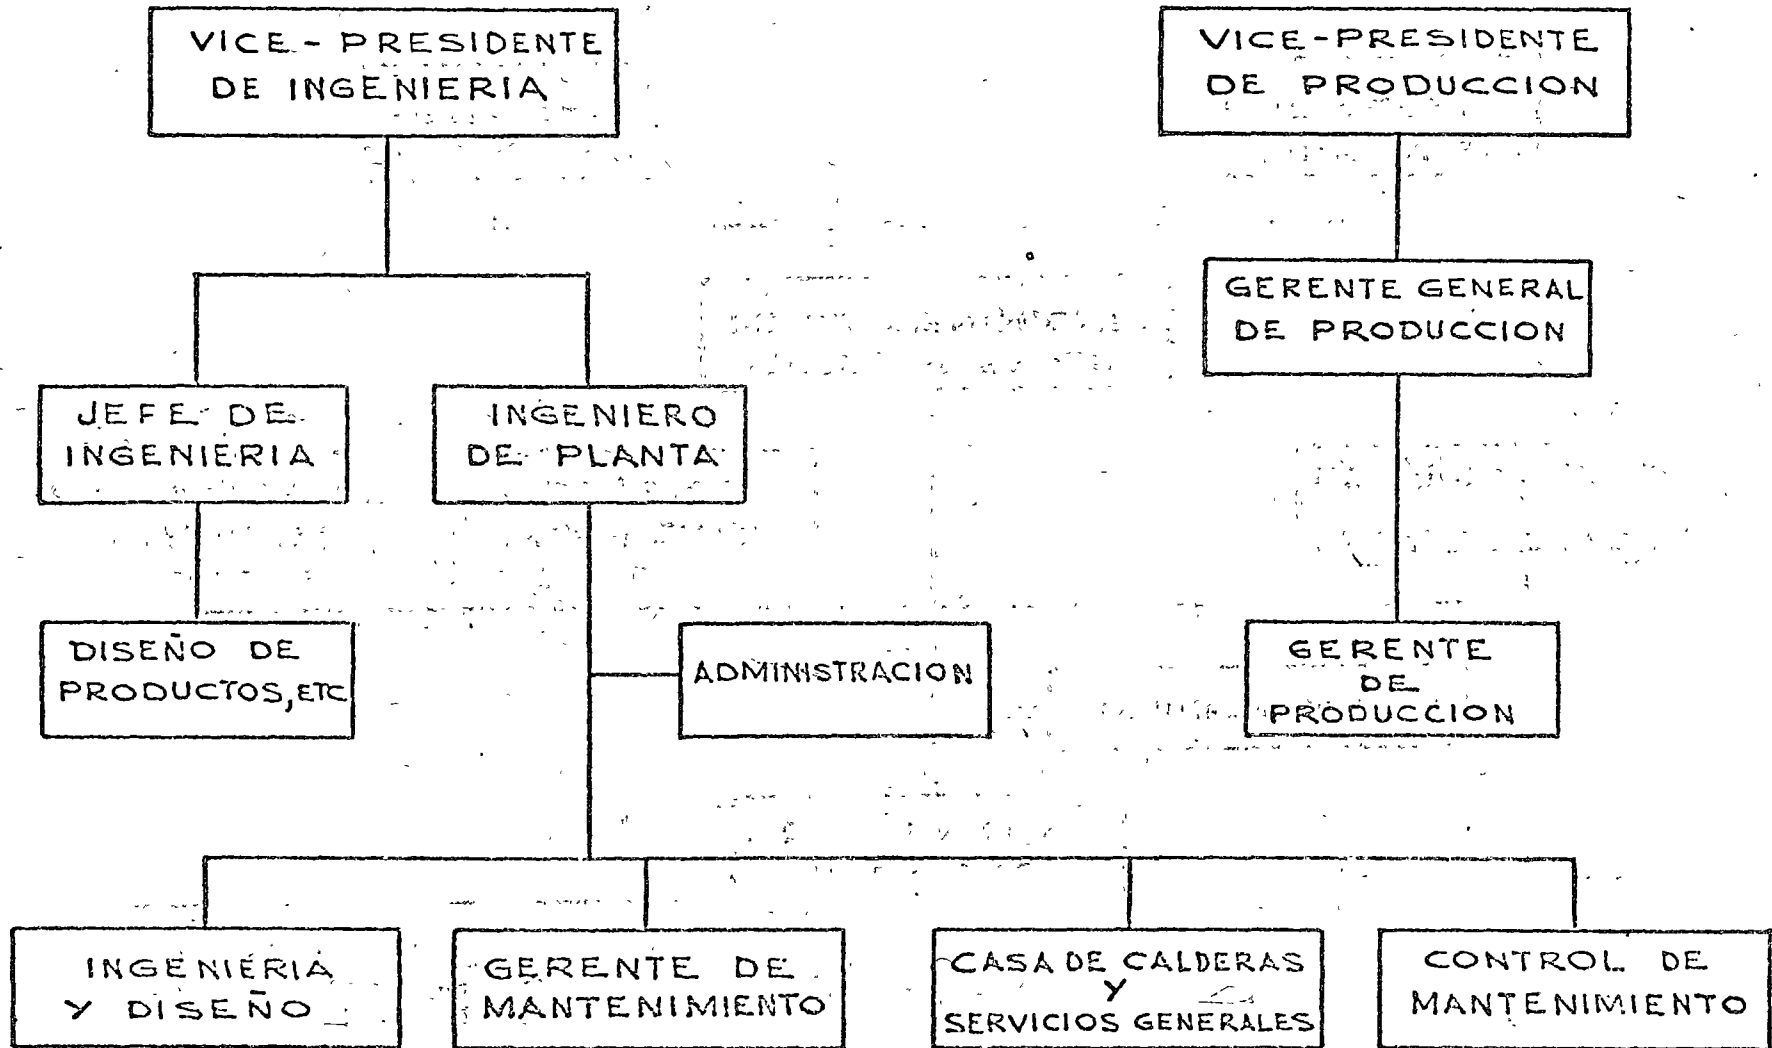 VICE-PRESIDENTE
DE INGENIERIA
VICE-PRESIDENTE
DE PRODUCCION
GERENTE GENERAL
DE PRODUCCION
JEFE DE
INGENIERIA
INGENIERO
DE PLANTA
DISEÑO DE
PRODUCTOS, ETC
ADMINISTRACION
GERENTE
DE
PRODUCCION
INGENIERIA
Y DISEÑO
GERENTE DE
MANTENIMIENTO
CASA DE CALDERAS
Y
SERVICIOS GENERALES
CONTROL DE
MANTENIMIENTO